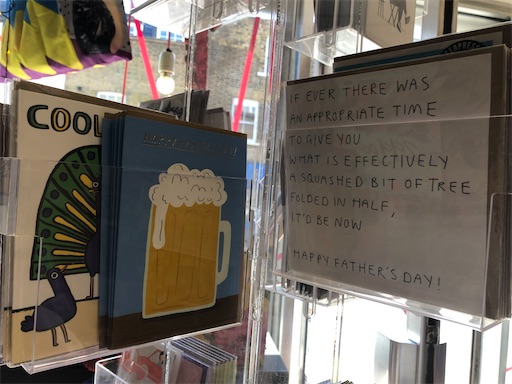 COOL
IF EVER THERE WAS
AN APPROPRIATE TIME
TO GIVE YOU
WHAT IS EFFECTIVELY
A SQUASHED BIT OF TREE
FOLDED IN HALF,
IT'D BE NOW
HAPPY FATHER'S DAY!